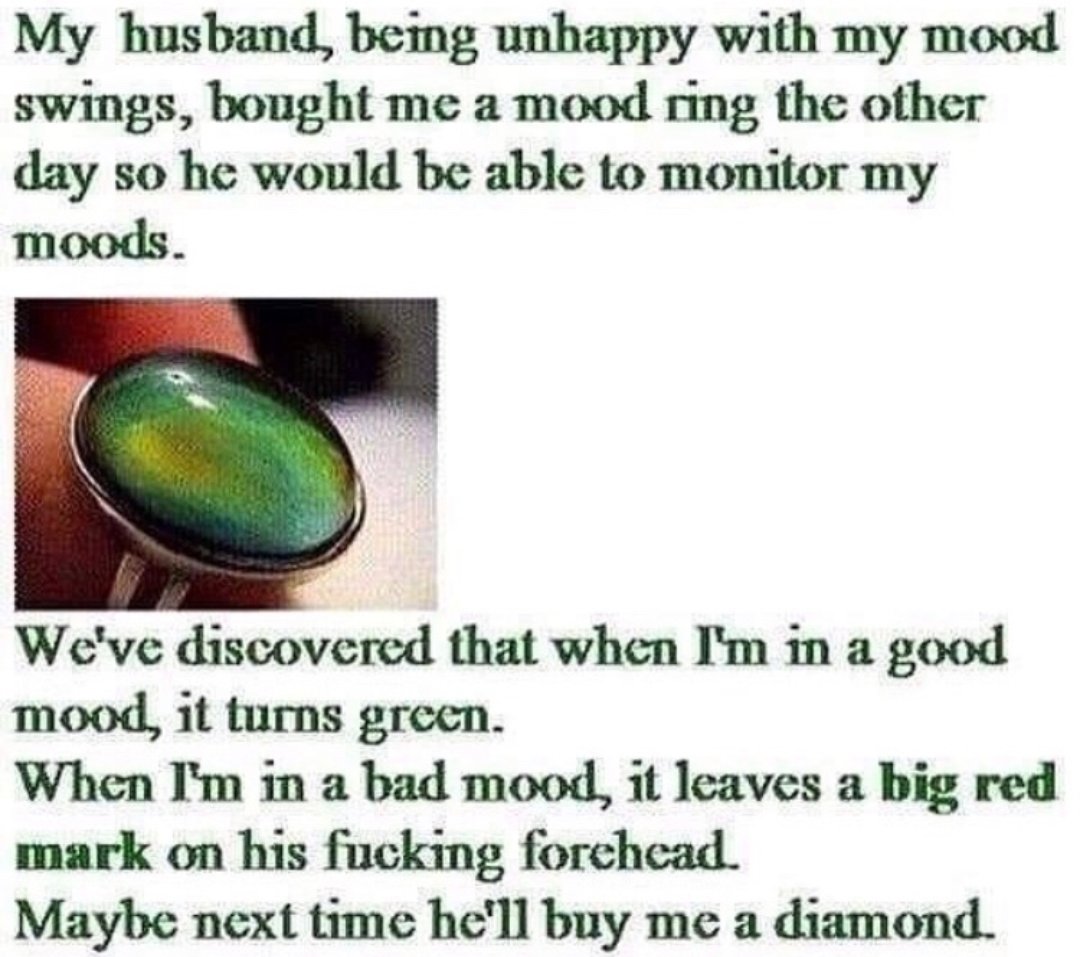 My husband, being unhappy with my mood
swings, bought me a mood ring the other
day so he would be able to monitor my
moods.
We've discovered that when I'm in a good
mood, it turns green.
When I'm in a bad mood, it leaves a big red
mark on his fucking forehead.
Maybe next time he'll buy me a diamond.